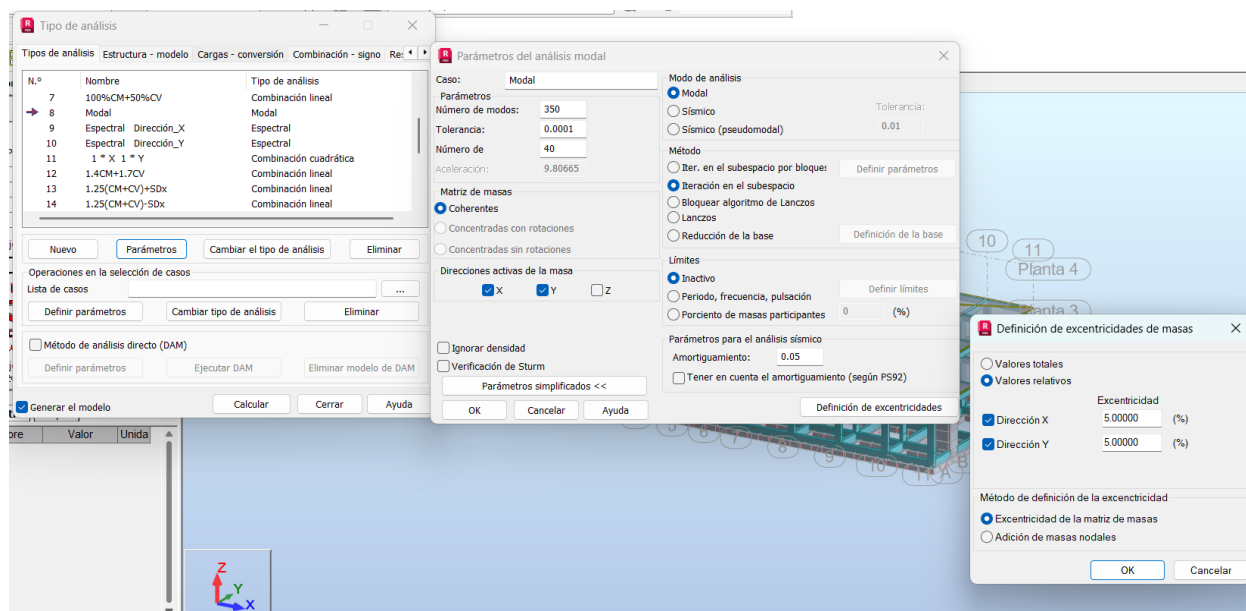 Tipo de análisis
Tipos de análisis Estructura - modelo Cargas - conversión Combinación - signo Re:
N.º Nombre Tipo de análisis
7 100%CM+50%CV Combinación lineal
8 Modal Modal
9 Espectral Dirección_X Espectral
10 Espectral Dirección_Y Espectral
11 1 * X 1 * Y Combinación cuadrática
12 1.4CM+1.7CV Combinación lineal
13 1.25(CM+CV)+SDx Combinación lineal
14 1.25(CM+CV)-SDx Combinación lineal
Nuevo Parámetros Cambiar el tipo de análisis Eliminar
Operaciones en la selección de casos
Lista de casos ...
Definir parámetros Cambiar tipo de análisis Eliminar
Método de análisis directo (DAM)
Definir parámetros Ejecutar DAM Eliminar modelo de DAM
Generar el modelo Calcular Cerrar Ayuda
Valor Unida
Parámetros del análisis modal
Caso: Modal
Parámetros
Número de modos: 350
Tolerancia: 0.0001
Número de 40
Aceleración: 9.80665
Matriz de masas
Coherentes
Concentradas con rotaciones
Concentradas sin rotaciones
Direcciones activas de la masa
X Y Z
Ignorar densidad
Verificación de Sturm
Parámetros simplificados <<
OK Cancelar Ayuda
Modo de análisis
Modal
Sísmico
Sísmico (pseudomodal)
Tolerancia:
0.01
Método
Iter. en el subespacio por bloques Definir parámetros
Iteración en el subespacio
Bloquear algoritmo de Lanczos
Lanczos
Reducción de la base Definición de la base
Límites
Inactivo
Periodo, frecuencia, pulsación Definir límites
Porciento de masas participantes 0 (%)
Parámetros para el análisis sísmico
Amortiguamiento: 0.05
Tener en cuenta el amortiguamiento (según PS92)
Definición de excentricidades
10
11
Planta 4
Planta 3
5 6 7 8 9 10 11 A B
Definición de excentricidades de masas
Valores totales
Valores relativos
Excentricidad
Dirección X 5.00000 (%)
Dirección Y 5.00000 (%)
Método de definición de la excenctricidad
Excentricidad de la matriz de masas
Adición de masas nodales
OK Cancelar
Z
Y
X